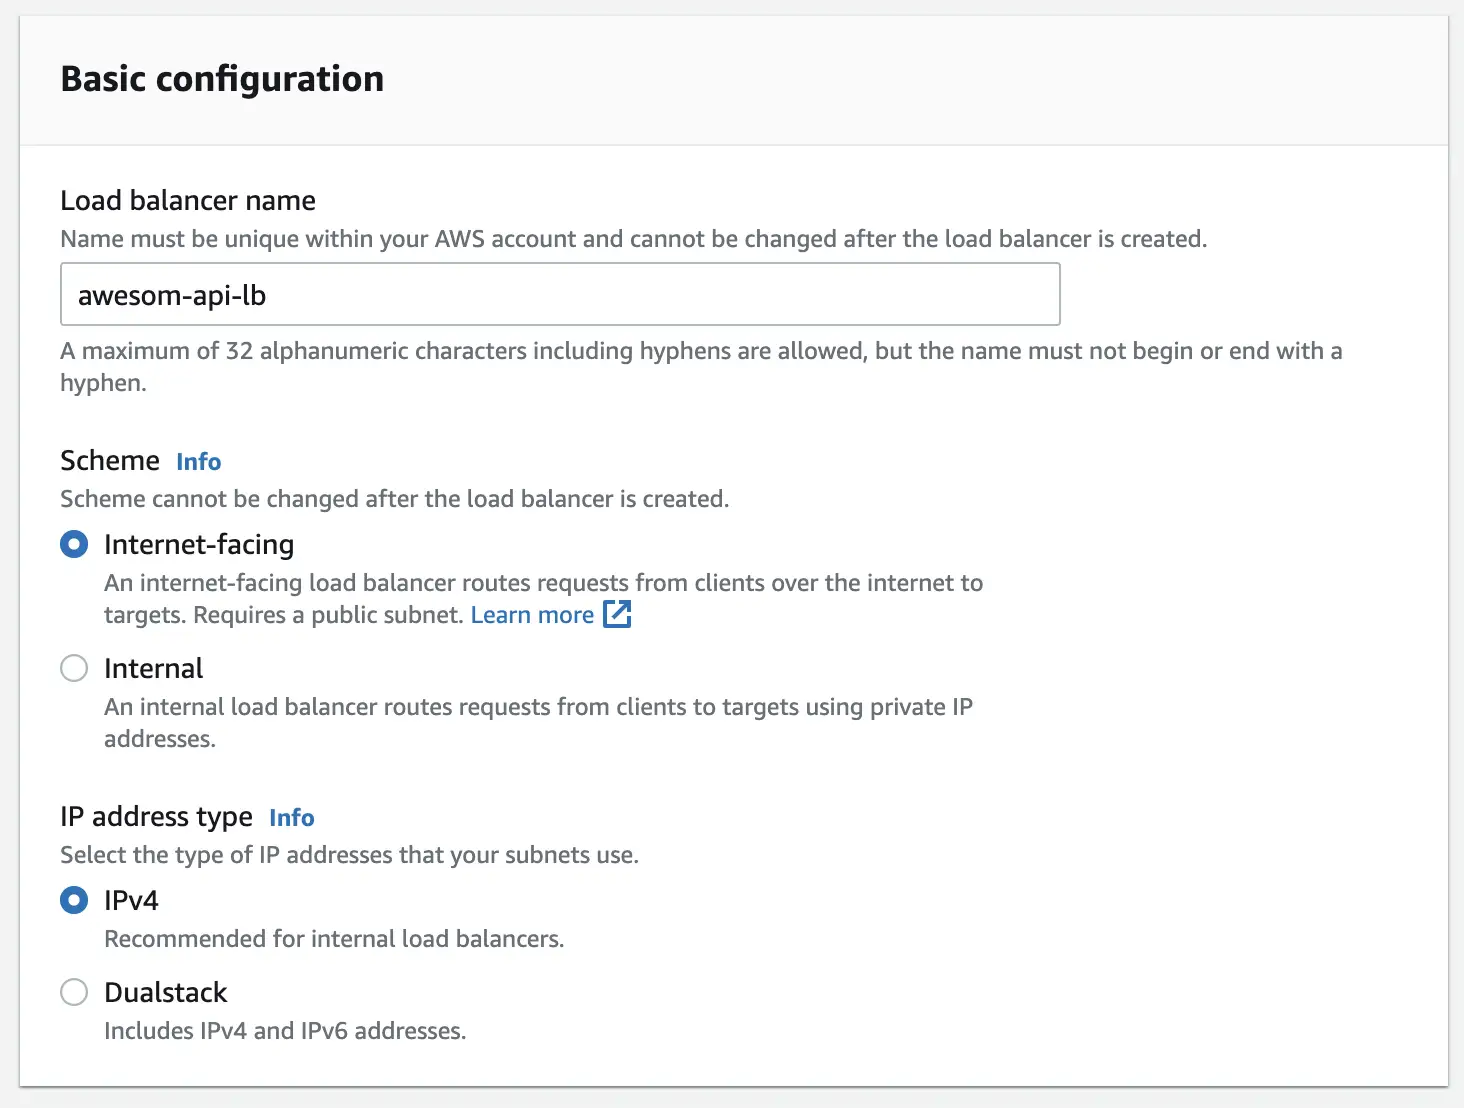 Basic configuration
Load balancer name
Name must be unique within your AWS account and cannot be changed after the load balancer is created.
awesom-api-lb
A maximum of 32 alphanumeric characters including hyphens are allowed, but the name must not begin or end with a
hyphen.
Scheme Info
Scheme cannot be changed after the load balancer is created.
Internet-facing
An internet-facing load balancer routes requests from clients over the internet to
targets. Requires a public subnet. Learn more
Internal
An internal load balancer routes requests from clients to targets using private IP
addresses.
IP address type Info
Select the type of IP addresses that your subnets use.
IPv4
Recommended for internal load balancers.
Dualstack
Includes IPv4 and IPv6 addresses.